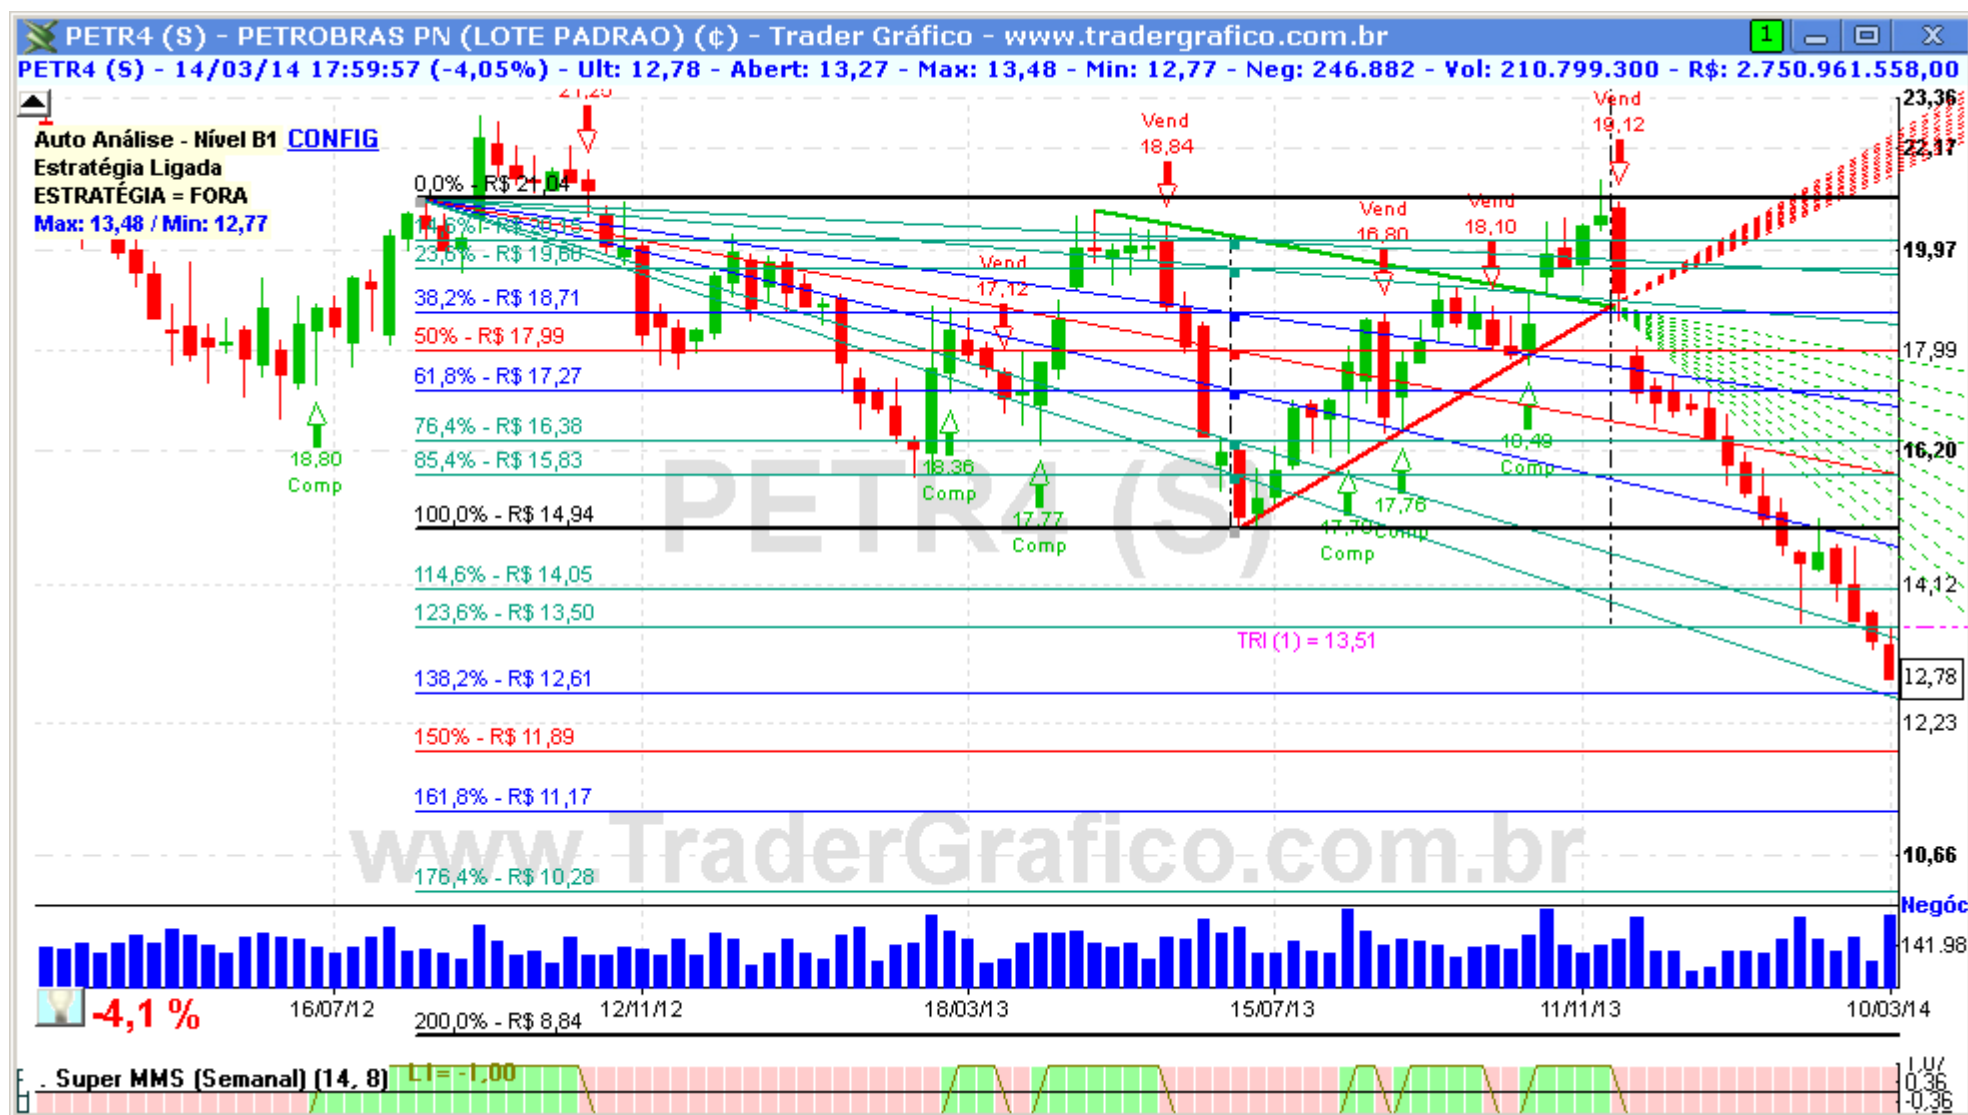 PETR4 (S) - PETROBRAS PN (LOTE PADRAO) (¢) - Trader Gráfico - www.tradergrafico.com.br
1
X
PETR4 (S) - 14/03/14 17:59:57 (-4,05%) - Ult: 12,78 - Abert: 13,27 - Max: 13,48 - Min: 12,77 - Neg: 246.882 - Vol: 210.799.300 - R$: 2.750.961.558,00
Auto Análise - Nível B1 CONFIG
Estratégia Ligada
ESTRATÉGIA = FORA
Max: 13,48 / Min: 12,77
0,0% - R$ 21,04
23,6% - R$ 19,60
38,2% - R$ 18,71
50% - R$ 17,99
61,8% - R$ 17,27
76,4% - R$ 16,38
85,4% - R$ 15,83
100,0% - R$ 14,94
114,6% - R$ 14,05
123,6% - R$ 13,50
138,2% - R$ 12,61
150% - R$ 11,89
161,8% - R$ 11,17
176,4% - R$ 10,28
200,0% - R$ 8,84
Vend
17,12
Vend
18,84
Vend
16,80
Vend
18,10
Vend
19,12
18,80
Comp
18,36
Comp
17,77
Comp
Comp
17,76
Comp
Comp
PETR4 (S)
TRI (1) = 13,51
www.TraderGrafico.com.br
23,36
22,17
19,97
17,99
16,20
14,12
12,78
12,23
10,66
Negóc
141.98
-4,1 %
16/07/12
12/11/12
18/03/13
15/07/13
11/11/13
10/03/14
. Super MMS (Semanal) (14, 8)
L1= -1,00
1,07
0,36
-0,36